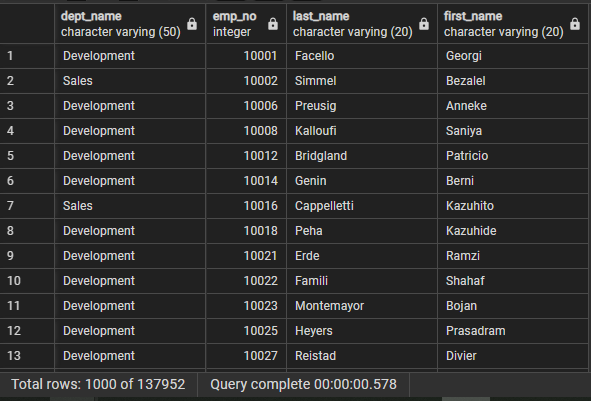 dept_name emp_no last_name first_name
character varying (50) integer character varying (20) character varying (20)
1 Development 10001 Facello Georgi
2 Sales 10002 Simmel Bezalel
3 Development 10006 Preusig Anneke
4 Development 10008 Kalloufi Saniya
5 Development 10012 Bridgland Patricio
6 Development 10014 Genin Berni
7 Sales 10016 Cappelletti Kazuhito
8 Development 10018 Peha Kazuhide
9 Development 10021 Erde Ramzi
10 Development 10022 Famili Shahaf
11 Development 10023 Montemayor Bojan
12 Development 10025 Heyers Prasadram
13 Development 10027 Reistad Divier
Total rows: 1000 of 137952 Query complete 00:00:00.578